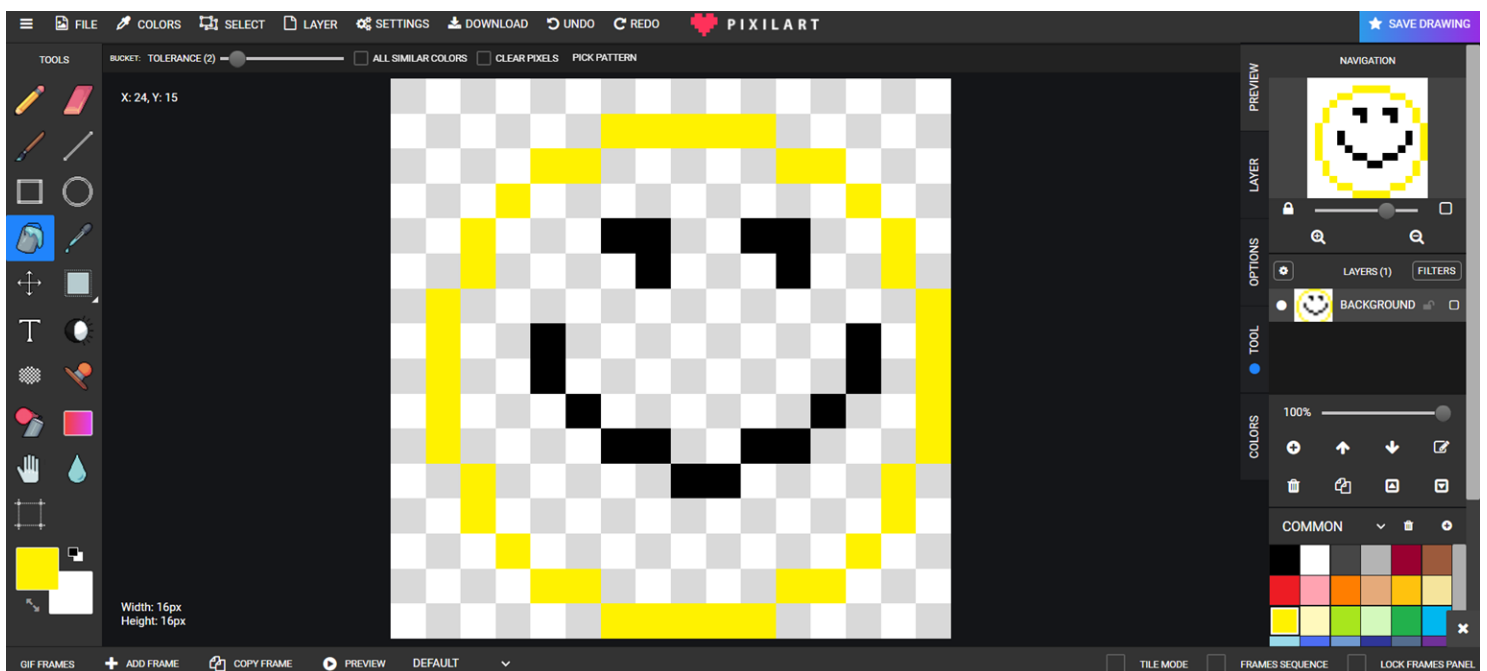 FILE COLORS SELECT LAYER SETTINGS DOWNLOAD UNDO REDO PIXILART SAVE DRAWING
TOOLS
BUCKET: TOLERANCE (2) ALL SIMILAR COLORS CLEAR PIXELS PICK PATTERN
X: 24, Y: 15
T
Width: 16px
Height: 16px
PREVIEW
LAYER
OPTIONS
TOOL
COLORS
NAVIGATION
LAYERS (1) FILTERS
BACKGROUND
100%
COMMON
GIF FRAMES ADD FRAME COPY FRAME PREVIEW DEFAULT TILE MODE FRAMES SEQUENCE LOCK FRAMES PANEL